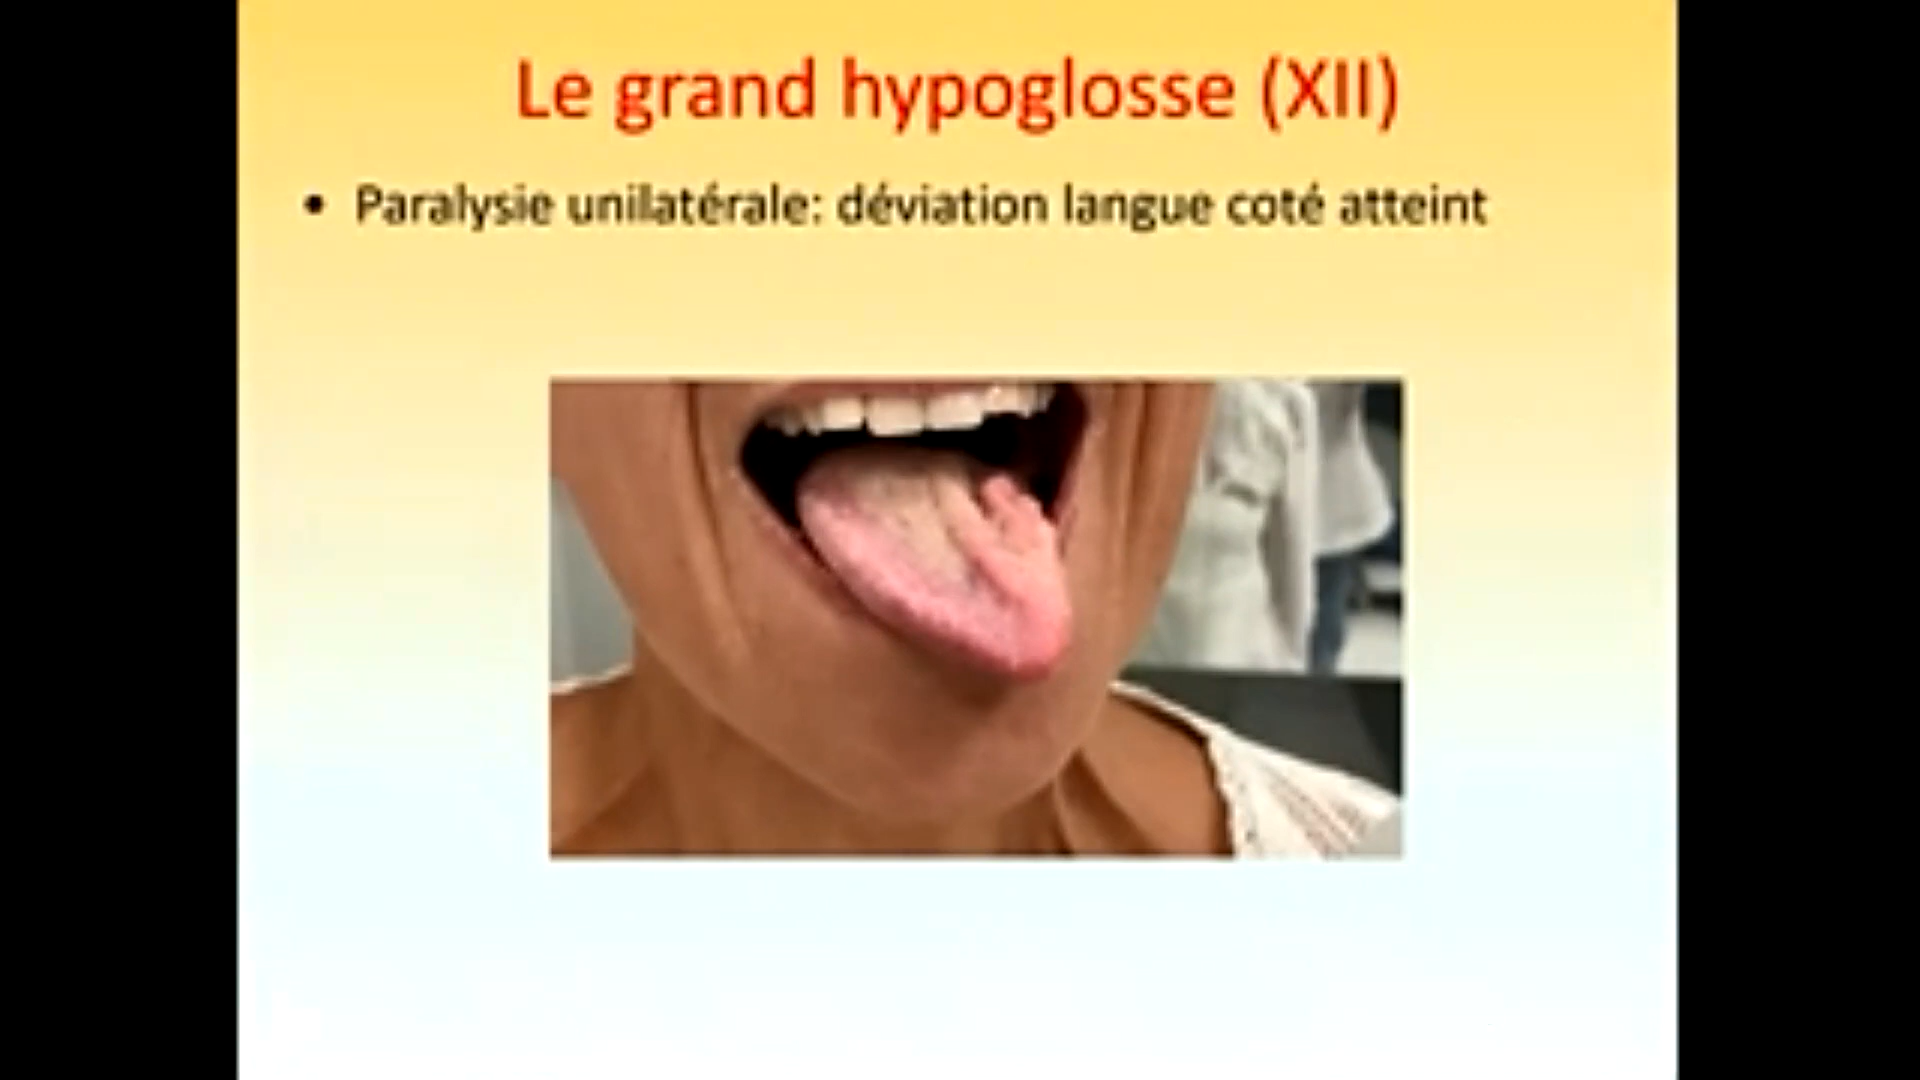 Le grand hypoglosse (XII)
• Paralysie unilatérale: déviation langue coté atteint